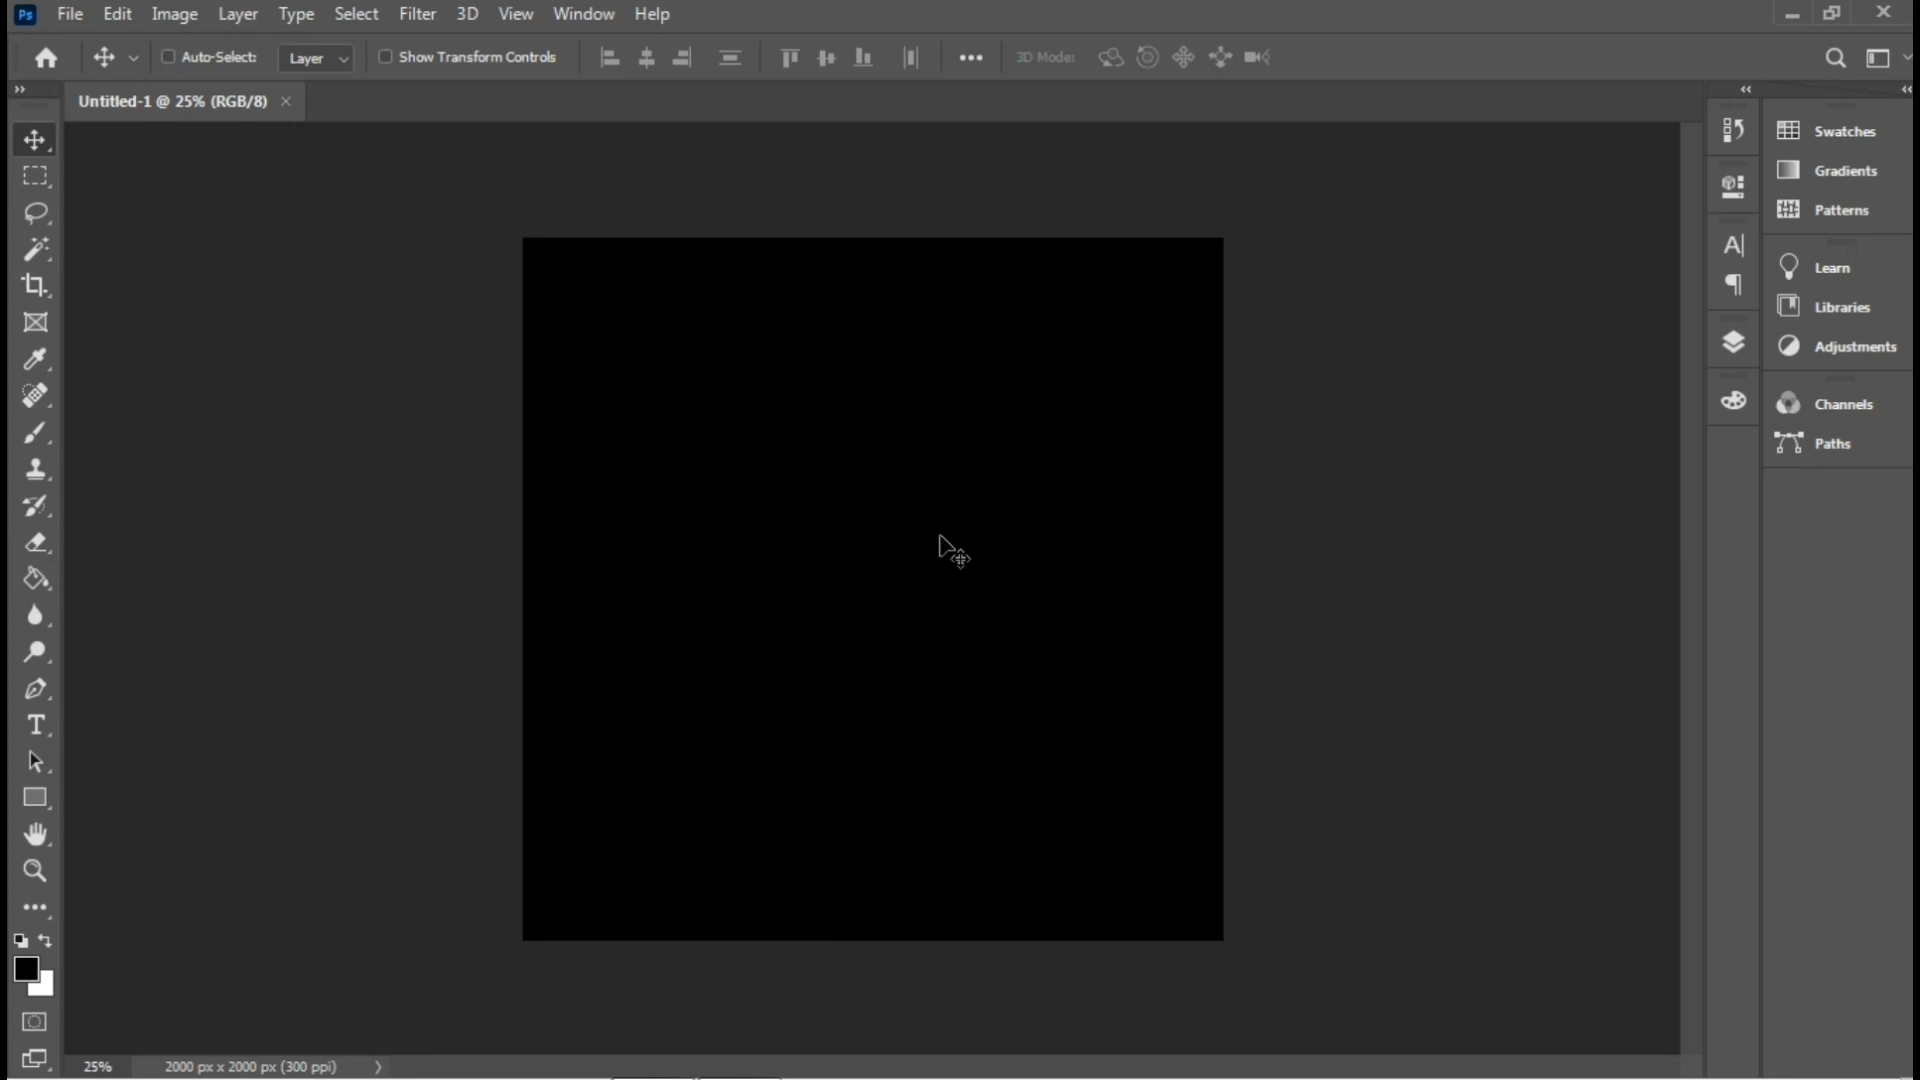 Ps File Edit Image Layer Type Select Filter 3D View Window Help
Auto-Select: Layer Show Transform Controls 3D Mode:
Untitled-1 @ 25% (RGB/8)
Swatches
Gradients
Patterns
Learn
Libraries
Adjustments
Channels
Paths
25% 2000 px x 2000 px (300 ppi)